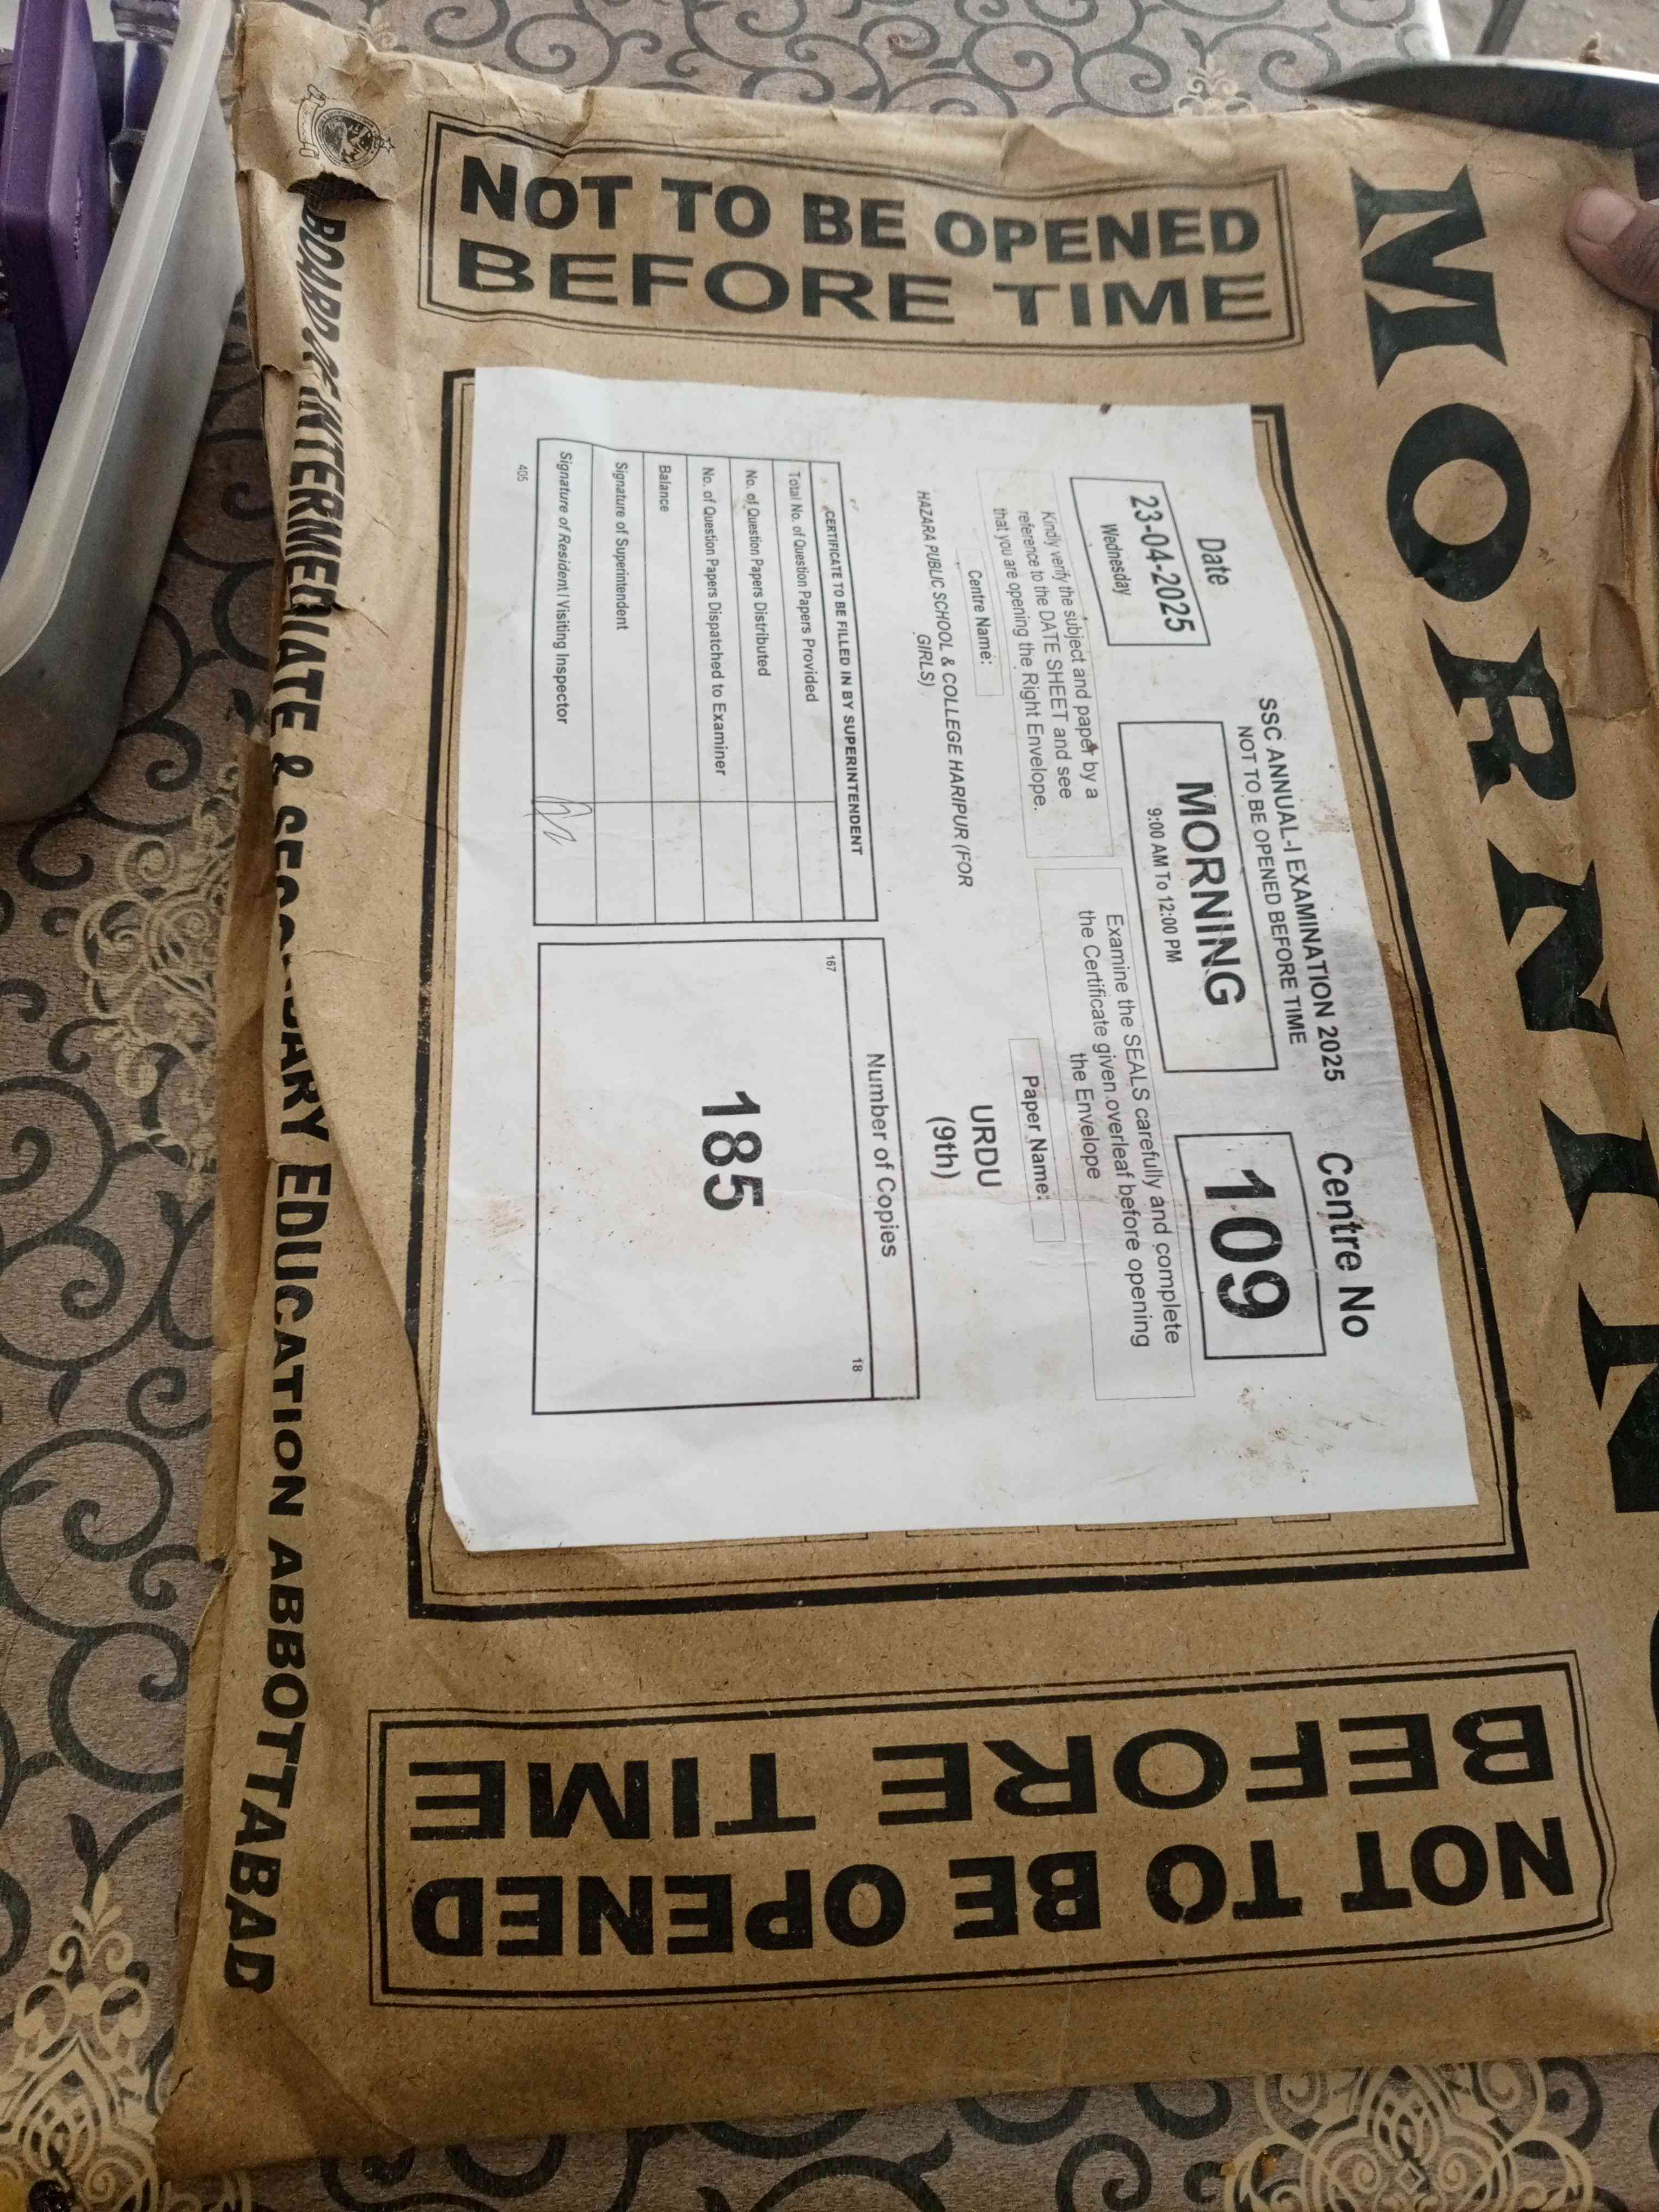 MORNING
NOT TO BE OPENED
BEFORE TIME
SSC ANNUAL-I EXAMINATION 2025
NOT TO BE OPENED BEFORE TIME
Date
23-04-2025
Wednesday
MORNING
9:00 AM To 12:00 PM
Centre No
109
Kindly verify the subject and paper by a
reference to the DATE SHEET and see
that you are opening the Right Envelope.
Examine the SEALS carefully and complete
the Certificate given overleaf before opening
the Envelope
Centre Name:
HAZARA PUBLIC SCHOOL & COLLEGE HARIPUR (FOR
GIRLS)
Paper Name:
URDU
(9th)
CERTIFICATE TO BE FILLED IN BY SUPERINTENDENT
Total No. of Question Papers Provided
No. of Question Papers Distributed
No. of Question Papers Dispatched to Examiner
Balance
Signature of Superintendent
Signature of Resident / Visiting Inspector
405
Number of Copies
167
18
185
NOT TO BE OPENED
BEFORE TIME
BOARD OF INTERMEDIATE & SECONDARY EDUCATION ABBOTTABAD